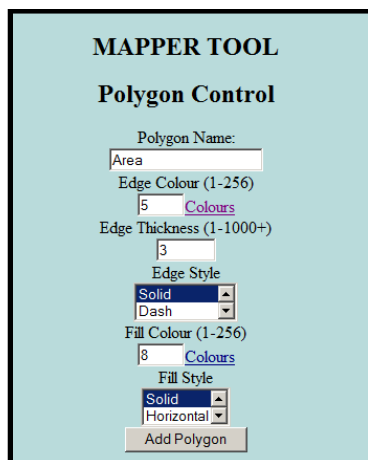 MAPPER TOOL
Polygon Control
Polygon Name:
Area
Edge Colour (1-256)
5 Colours
Edge Thickness (1-1000+)
3
Edge Style
Solid
Dash
Fill Colour (1-256)
8 Colours
Fill Style
Solid
Horizontal
Add Polygon